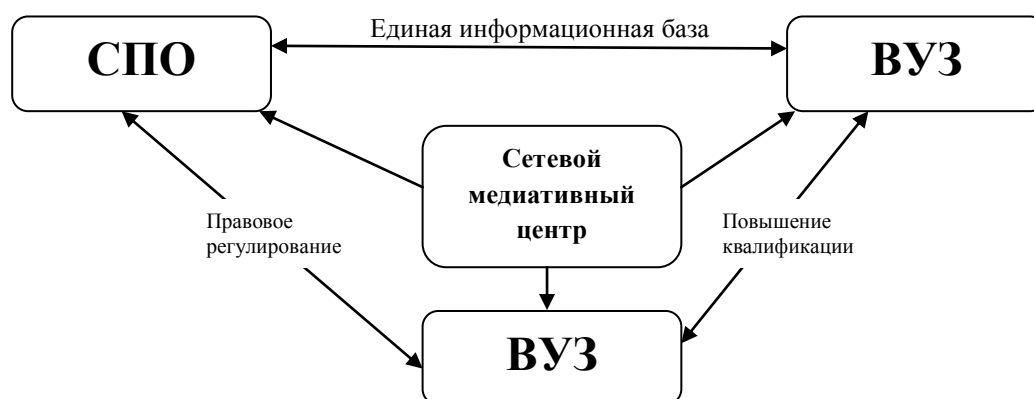 Единая информационная база
СПО
ВУЗ
Сетевой
медиативный
центр
Правовое
регулирование
Повышение
квалификации
ВУЗ